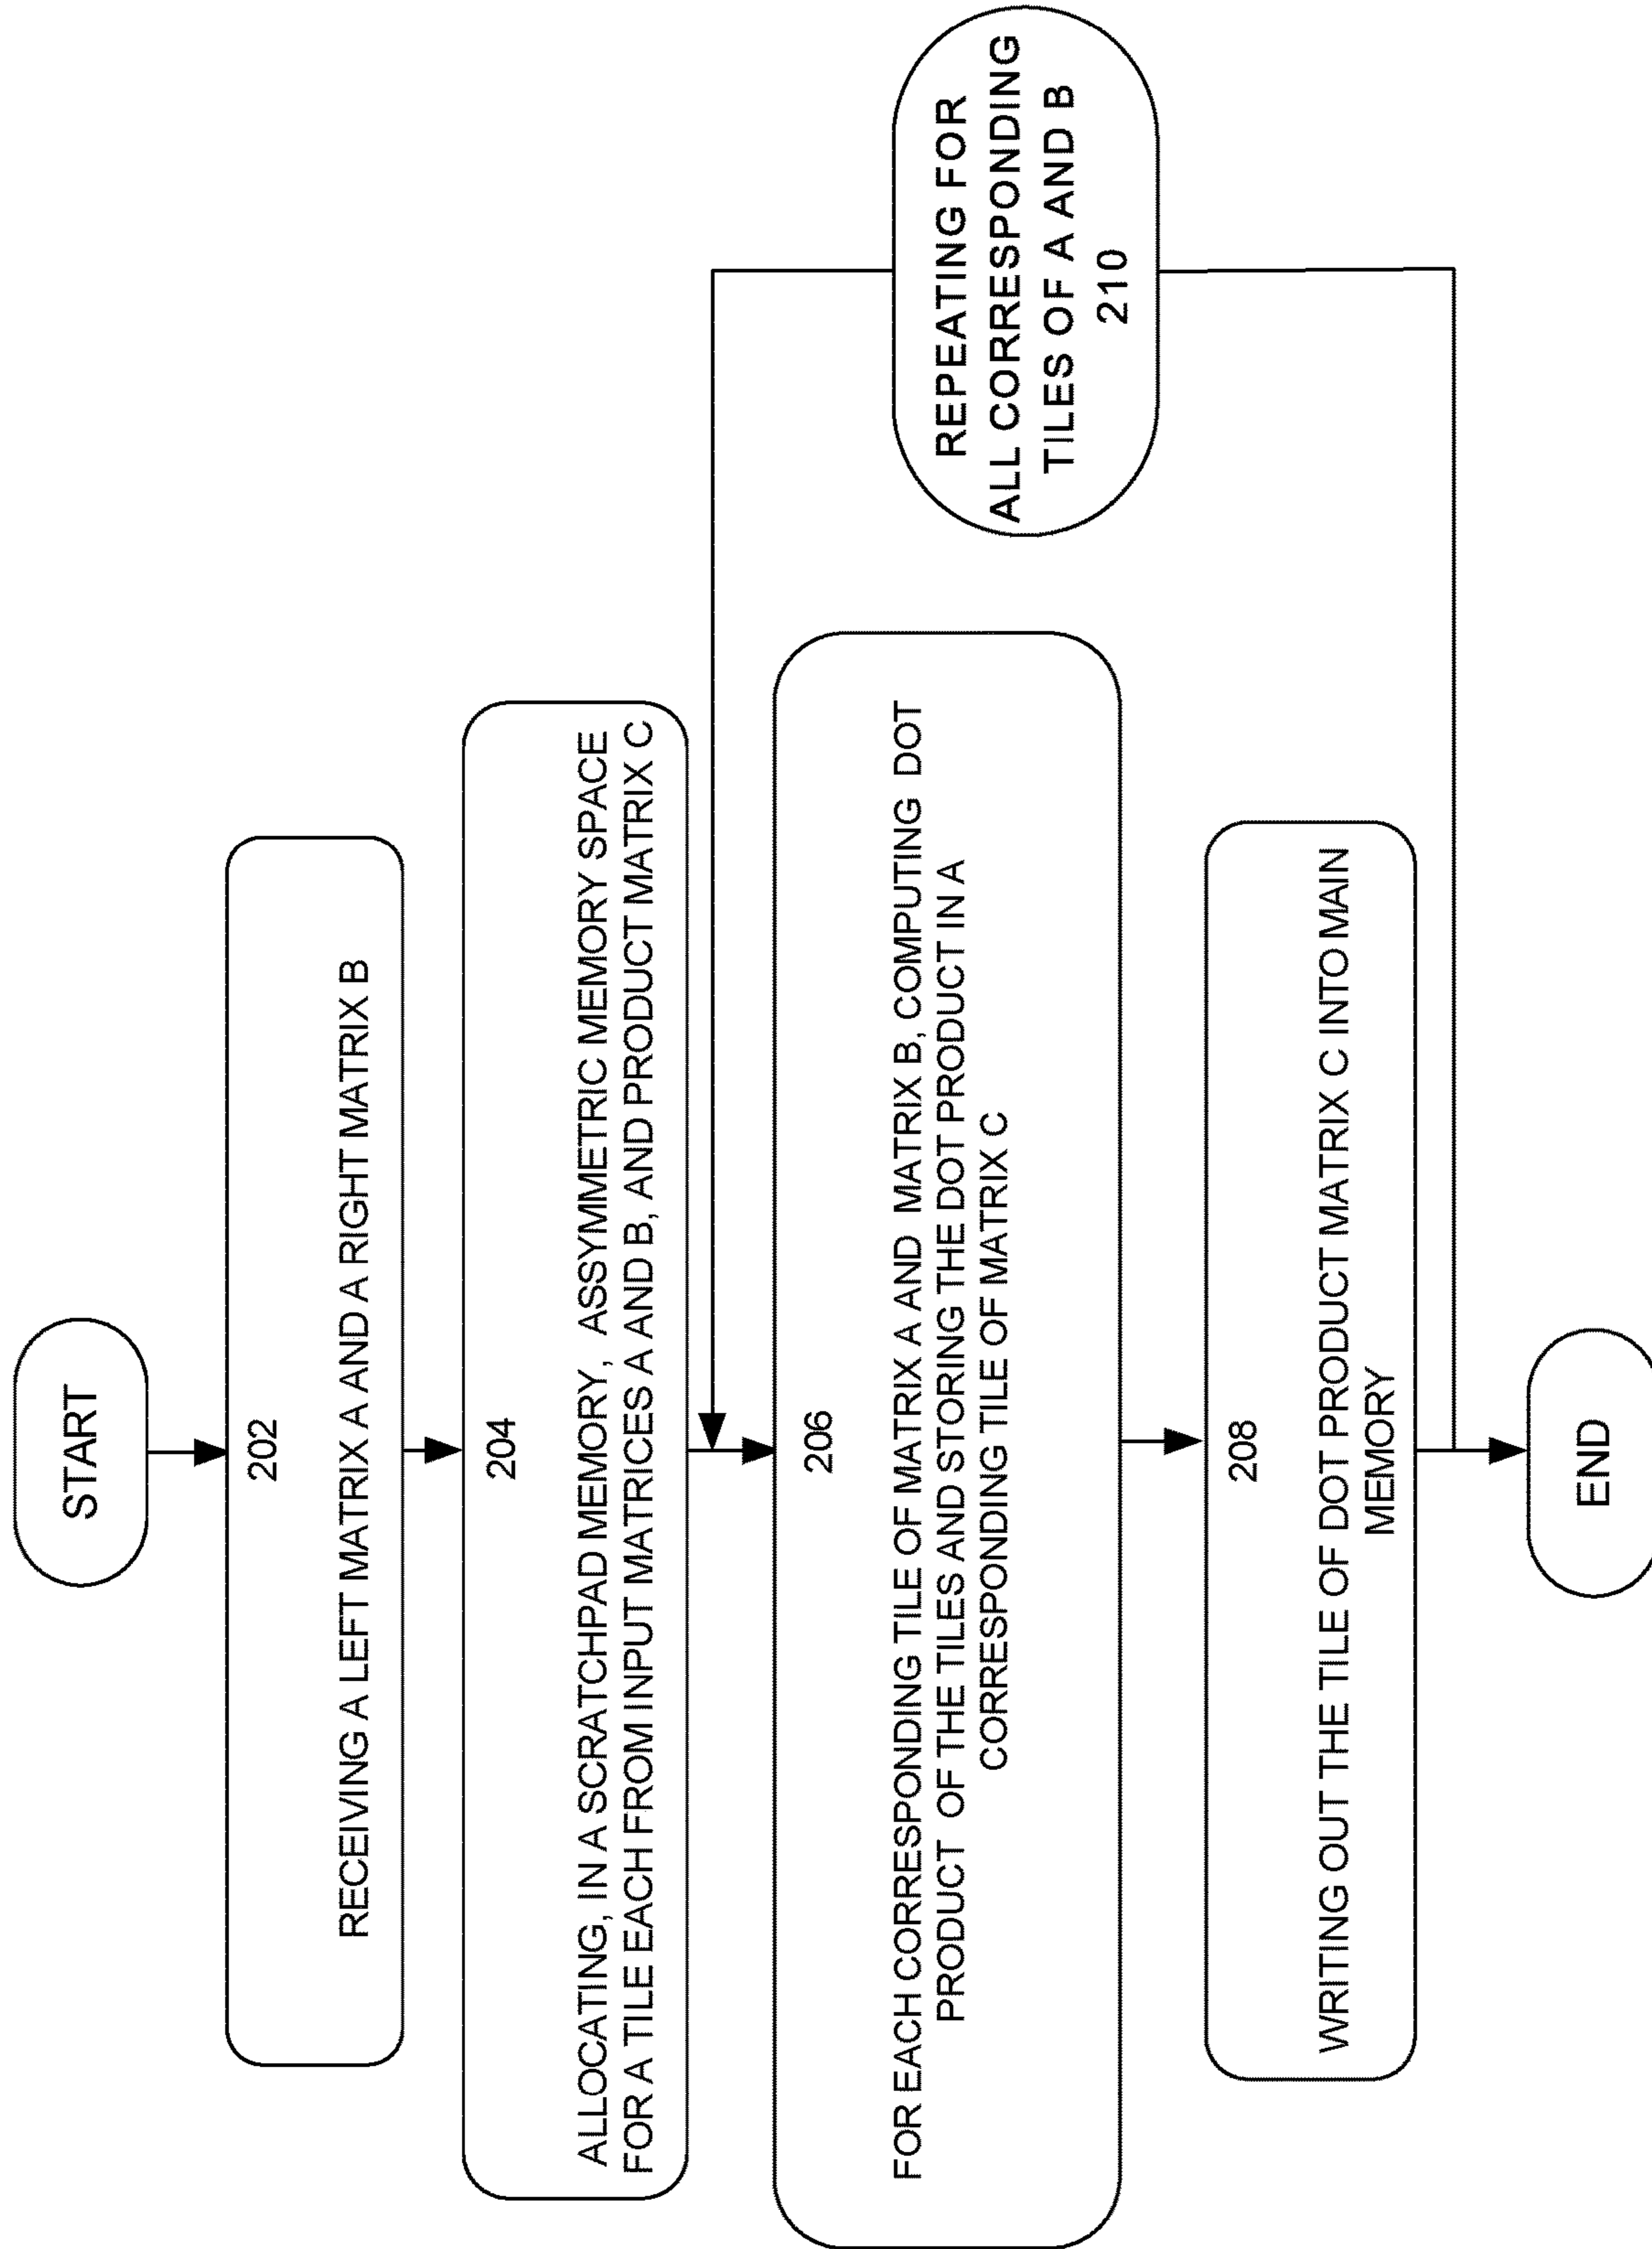 START
202
RECEIVING A LEFT MATRIX A AND A RIGHT MATRIX B
204
ALLOCATING, IN A SCRATCHPAD MEMORY, ASSYMETRIC MEMORY SPACE
FOR A TILE EACH FROM INPUT MATRICES A AND B, AND PRODUCT MATRIX C
206
FOR EACH CORRESPONDING TILE OF MATRIX A AND MATRIX B, COMPUTING DOT
PRODUCT OF THE TILES AND STORING THE DOT PRODUCT IN A
CORRESPONDING TILE OF MATRIX C
208
WRITING OUT THE TILE OF DOT PRODUCT MATRIX C INTO MAIN
MEMORY
REPEATING FOR
ALL CORRESPONDING
TILES OF A AND B
210
END